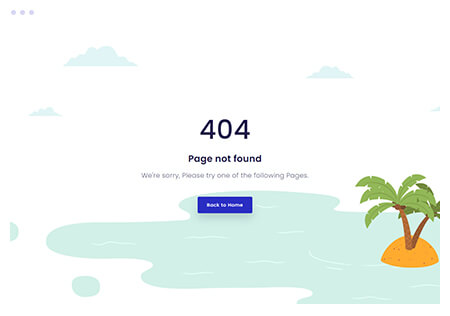 404
Page not found
We're sorry, Please try one of the following Pages.
Back to Home